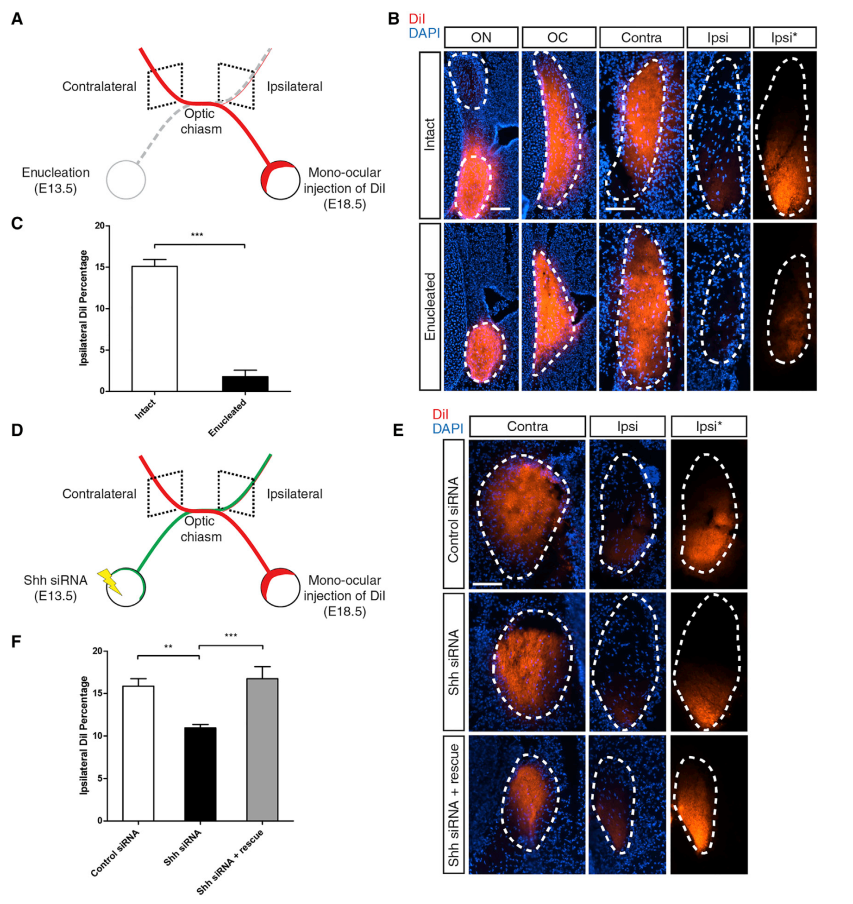 A
Contralateral
Ipsilateral
Optic
chiasm
Enucleation
(E13.5)
Mono-ocular
injection of DiI
(E18.5)
B
DiI
DAPI
ON
OC
Contra
Ipsi
Ipsi*
Intact
Enucleated
C
Ipsilateral DiI Percentage
20
15
10
5
0
***
Intact
Enucleated
D
Contralateral
Ipsilateral
Optic
chiasm
Shh siRNA
(E13.5)
Mono-ocular
injection of DiI
(E18.5)
E
DiI
DAPI
Contra
Ipsi
Ipsi*
Control siRNA
Shh siRNA
Shh siRNA + rescue
F
Ipsilateral DiI Percentage
20
15
10
5
0
**
***
Control siRNA
Shh siRNA
Shh siRNA + rescue